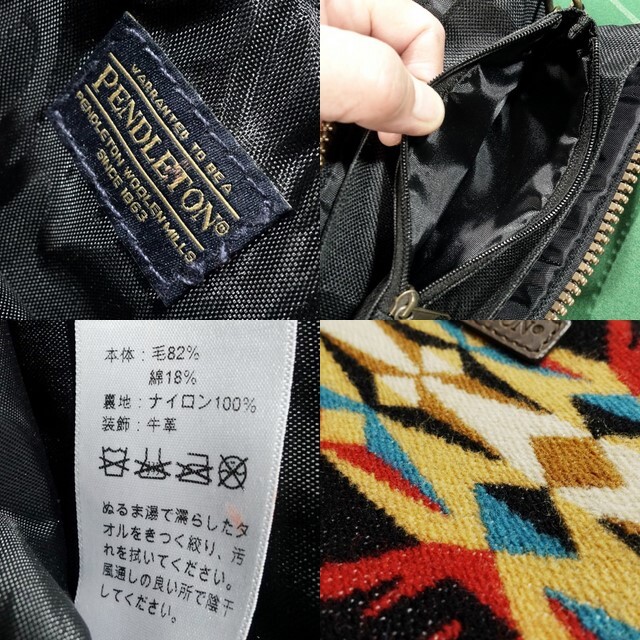 WARRANTED TO BE A
PENDLETON®
PENDLETON WOOLEN MILLS
SINCE 1863
本体：毛82%
綿18%
裏地：ナイロン100%
装飾：牛革
ぬるま湯で濡らしたタ
オルをきつく絞り、汚
れを拭いてください。
風通しの良い所で陰干
してください。